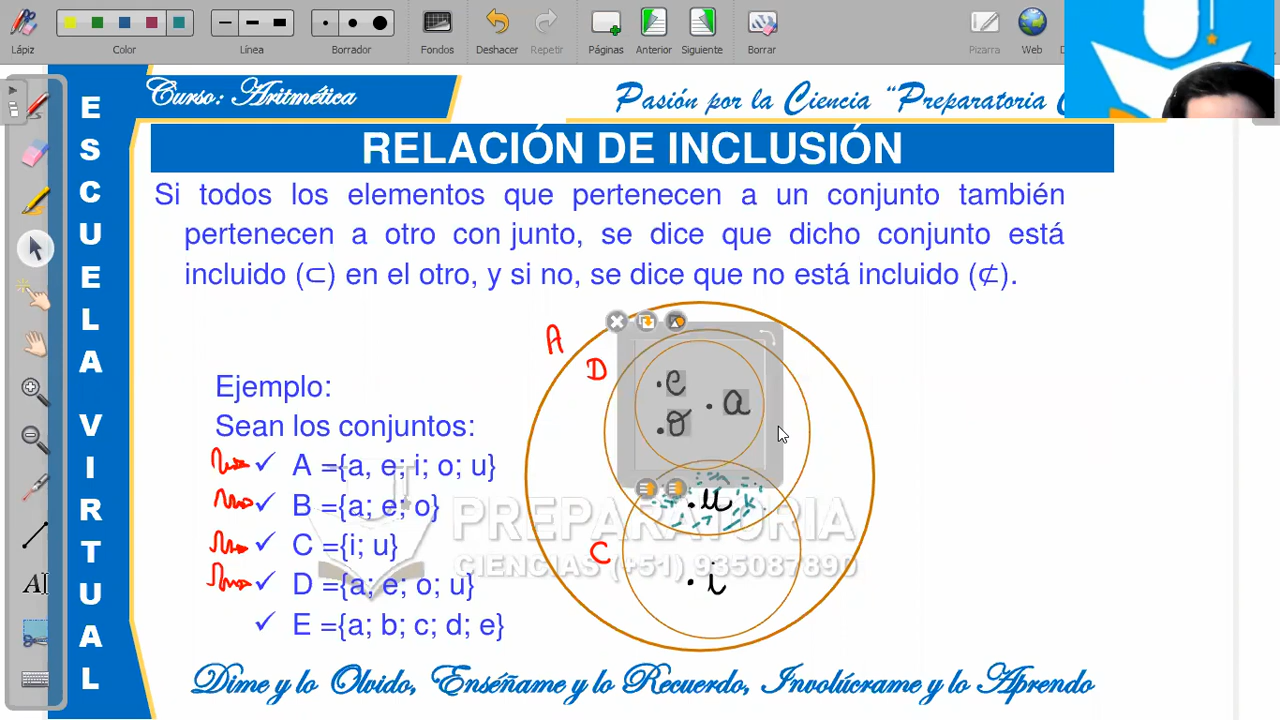 Lápiz
Color
Línea
Borrador
Fondos
Deshacer
Repetir
Páginas
Anterior
Siguiente
Borrar
Pizarra
Web
ESCUELA VIRTUAL
Curso: Aritmética
Pasión por la Ciencia “Preparatoria C
RELACIÓN DE INCLUSIÓN
Si todos los elementos que pertenecen a un conjunto también
pertenecen a otro con junto, se dice que dicho conjunto está
incluido (⊂) en el otro, y si no, se dice que no está incluido (⊄).
Ejemplo:
Sean los conjuntos:
✓ A ={a, e; i; o; u}
✓ B ={a; e; o}
✓ C ={i; u}
✓ D ={a; e; o; u}
✓ E ={a; b; c; d; e}
A
D
. e
. a
. o
. u
C
. i
PREPARATORIA
CIENCIAS (+51) 935087890
Dime y lo Olvido, Enséñame y lo Recuerdo, Involúcrame y lo Aprendo